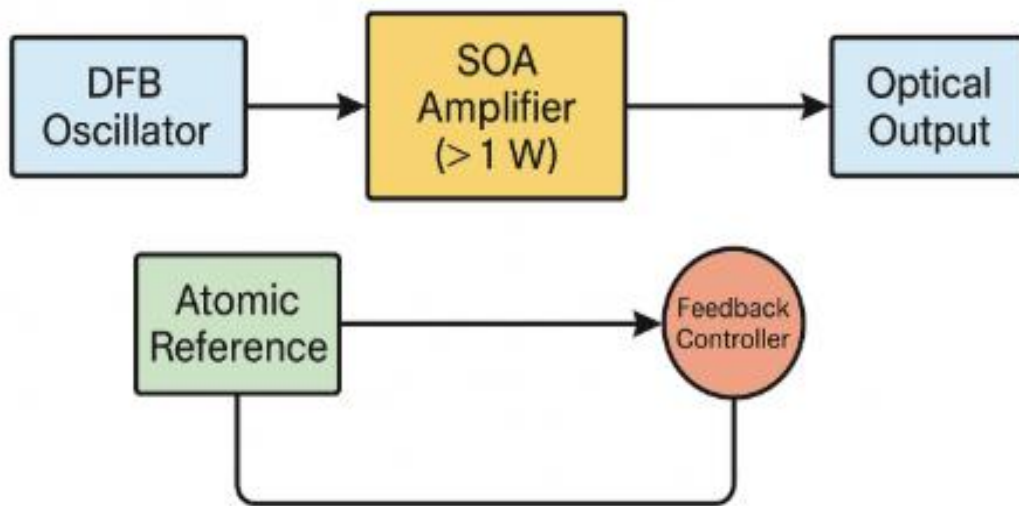 DFB
Oscillator
SOA
Amplifier
(> 1 W)
Optical
Output
Atomic
Reference
Feedback
Controller